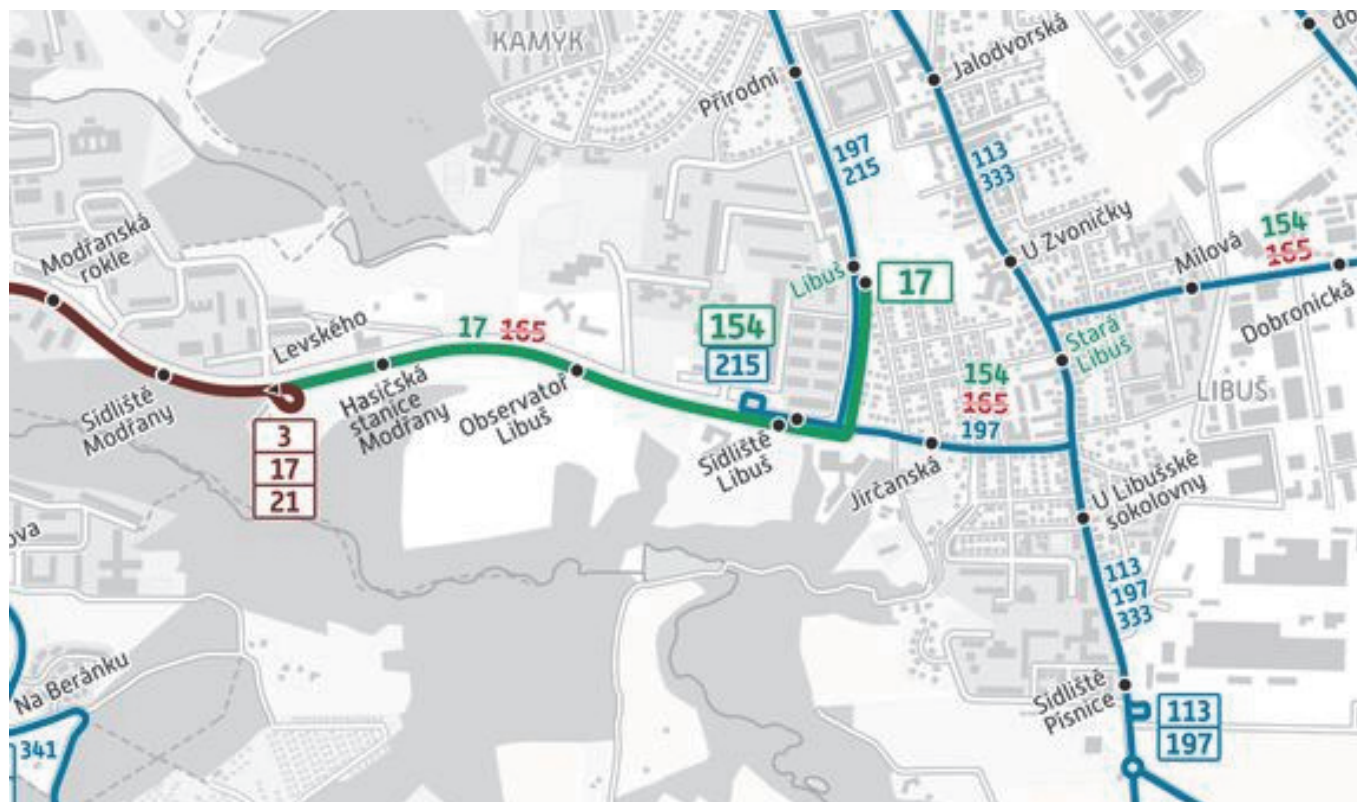 KAMÝK
Jalodvorská
Přírodní
197
215
113
333
U Zvoničky
Modřanská
rokle
Libuš
17
Milová
154
165
Dobronická
Levského
17 165
154
215
Stará
Libuš
LIBUŠ
Sídliště
Modřany
Hasičská
stanice
Modřany
Observatoř
Libuš
154
165
197
Sídliště
Libuš
Jirčanská
3
17
21
U Libušské
sokolovny
113
197
333
Na Beránku
Sídliště
Písnice
113
197
341